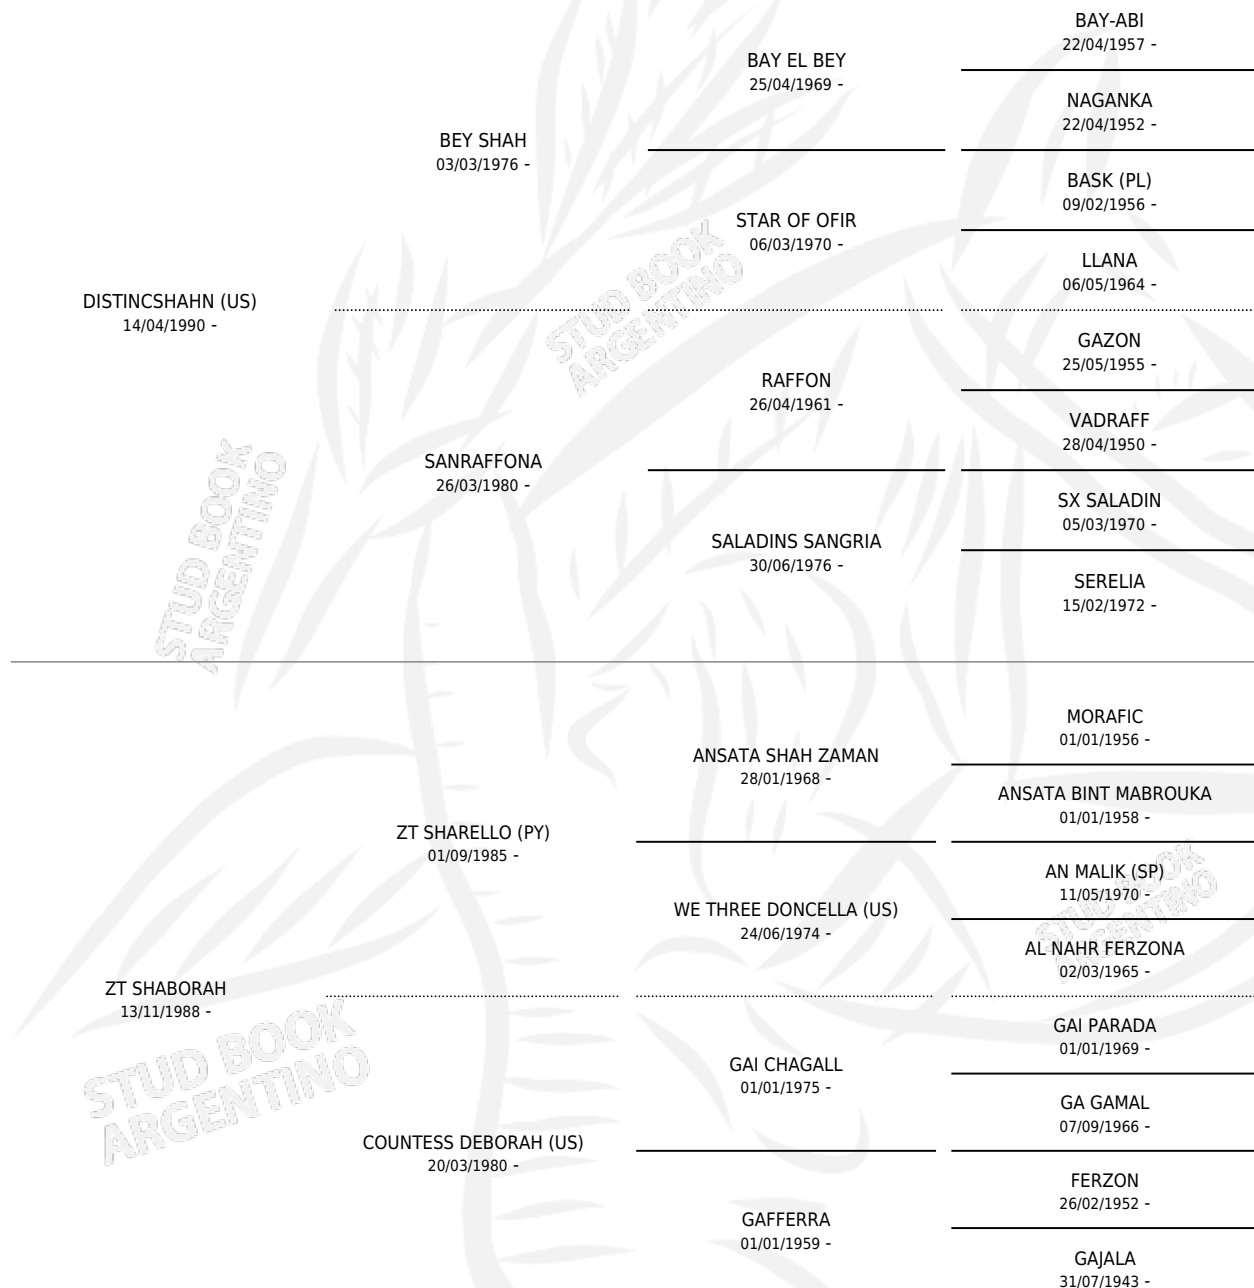 BAY-ABI
22/04/1957 -
BAY EL BEY
25/04/1969 -
NAGANKA
22/04/1952 -
BEY SHAH
03/03/1976 -
BASK (PL)
09/02/1956 -
STAR OF OFIR
06/03/1970 -
LLANA
06/05/1964 -
DISTINCSHAHN (US)
14/04/1990 -
GAZON
25/05/1955 -
RAFFON
26/04/1961 -
VADRAFF
28/04/1950 -
SANRAFFONA
26/03/1980 -
SX SALADIN
05/03/1970 -
SALADINS SANGRIA
30/06/1976 -
SERELIA
15/02/1972 -
STUD BOOK
ARGENTINO
STUD BOOK
ARGENTINO
MORAFIC
01/01/1956 -
ANSATA SHAH ZAMAN
28/01/1968 -
ANSATA BINT MABROUKA
01/01/1958 -
ZT SHARELLO (PY)
01/09/1985 -
AN MALIK (SP)
11/05/1970 -
WE THREE DONCELLA (US)
24/06/1974 -
AL NAHR FERZONA
02/03/1965 -
STUD BOOK
ARGENTINO
ZT SHABORAH
13/11/1988 -
GAI PARADA
01/01/1969 -
GAI CHAGALL
01/01/1975 -
GA GAMAL
07/09/1966 -
STUD BOOK
ARGENTINO
COUNTESS DEBORAH (US)
20/03/1980 -
FERZON
26/02/1952 -
GAFFERRA
01/01/1959 -
GAJALA
31/07/1943 -